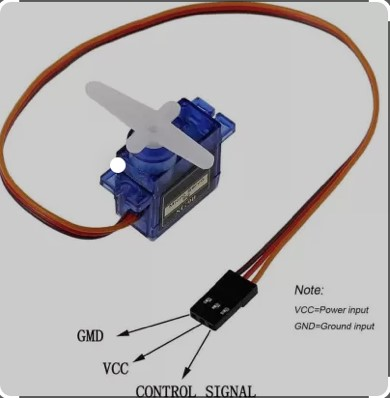 Note:
VCC=Power input
GND=Ground input
GMD
VCC
CONTROL SIGNAL